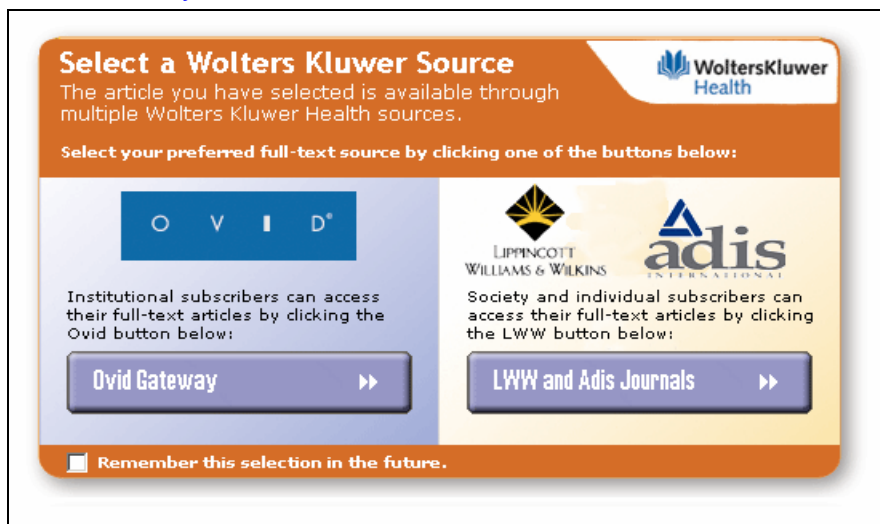 Select a Wolters Kluwer Source
The article you have selected is available through
multiple Wolters Kluwer Health sources.
WoltersKluwer
Health
Select your preferred full-text source by clicking one of the buttons below:
OVID®
Institutional subscribers can access
their full-text articles by clicking the
Ovid button below:
Ovid Gateway
LIPPINCOTT
WILLIAMS & WILKINS
adis
INTERNATIONAL
Society and individual subscribers can
access their full-text articles by clicking
the LWW button below:
LWW and Adis Journals
Remember this selection in the future.